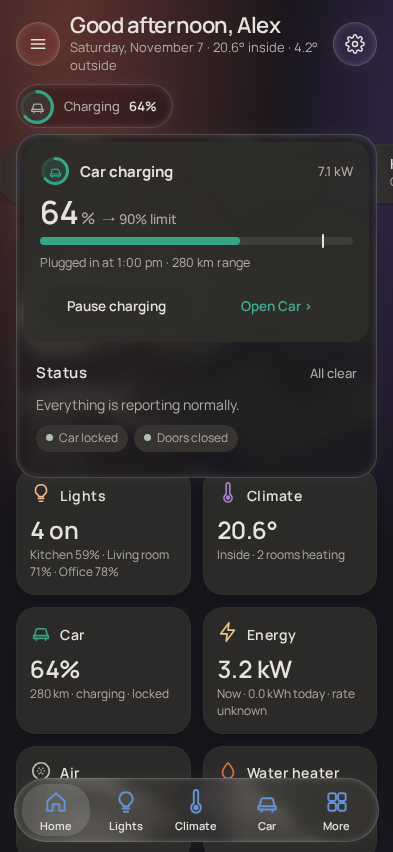 Good afternoon, Alex
Saturday, November 7 · 20.6° inside · 4.2°
outside
Charging 64%
Car charging 7.1 kW
64% → 90% limit
Plugged in at 1:00 pm · 280 km range
Pause charging Open Car ›
Status All clear
Everything is reporting normally.
Car locked Doors closed
Lights
4 on
Kitchen 59% · Living room
71% · Office 78%
Climate
20.6°
Inside · 2 rooms heating
Car
64%
280 km · charging · locked
Energy
3.2 kW
Now · 0.0 kWh today · rate
unknown
Air
Water heater
Home Lights Climate Car More